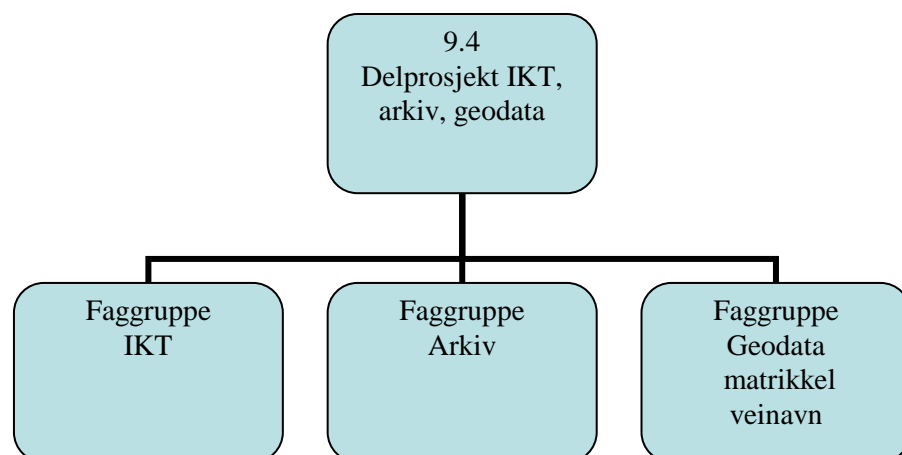 9.4
Delprosjekt IKT,
arkiv, geodata
Faggruppe
IKT
Faggruppe
Arkiv
Faggruppe
Geodata
matrikkel
veinavn